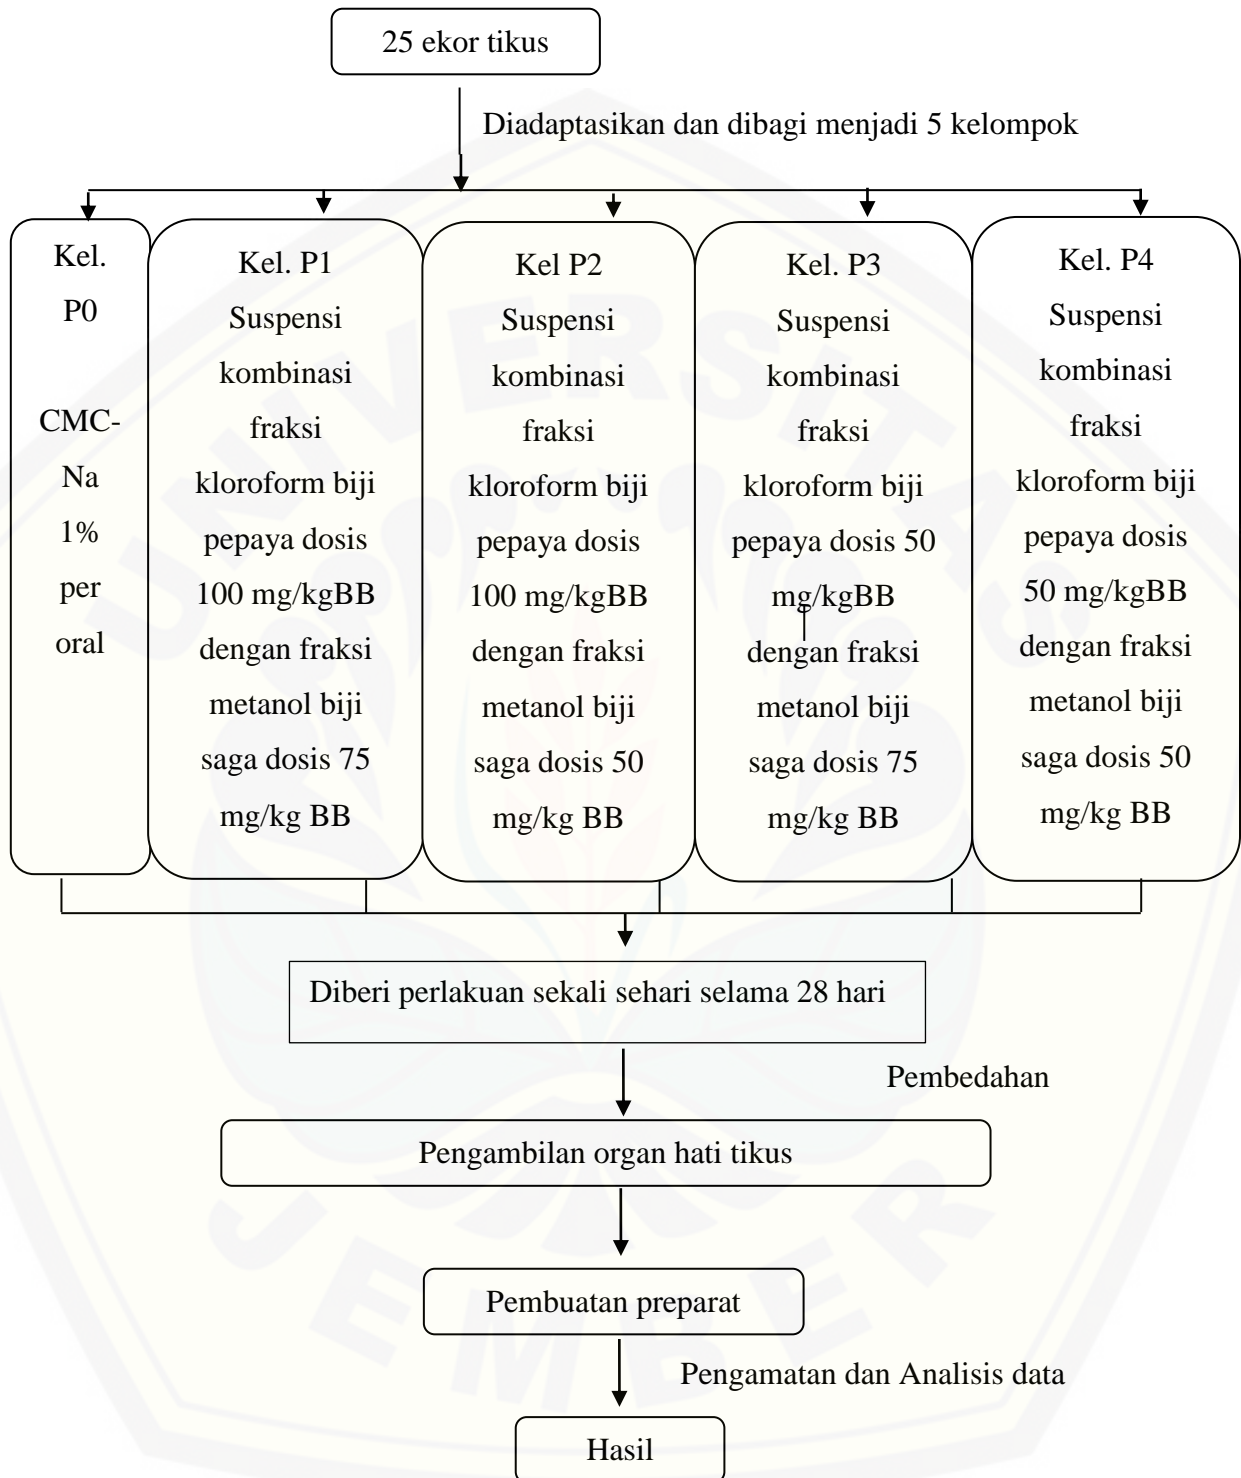 25 ekor tikus
Diadaptasikan dan dibagi menjadi 5 kelompok
Kel.
P0
CMC-
Na
1%
per
oral
Kel. P1
Suspensi
kombinasi
fraksi
kloroform biji
pepaya dosis
100 mg/kgBB
dengan fraksi
metanol biji
saga dosis 75
mg/kg BB
Kel P2
Suspensi
kombinasi
fraksi
kloroform biji
pepaya dosis
100 mg/kgBB
dengan fraksi
metanol biji
saga dosis 50
mg/kg BB
Kel. P3
Suspensi
kombinasi
fraksi
kloroform biji
pepaya dosis 50
mg/kgBB
dengan fraksi
metanol biji
saga dosis 75
mg/kg BB
Kel. P4
Suspensi
kombinasi
fraksi
kloroform biji
pepaya dosis
50 mg/kgBB
dengan fraksi
metanol biji
saga dosis 50
mg/kg BB
Diberi perlakuan sekali sehari selama 28 hari
Pembedahan
Pengambilan organ hati tikus
Pembuatan preparat
Pengamatan dan Analisis data
Hasil
UNIVERSITAS
JEMBER